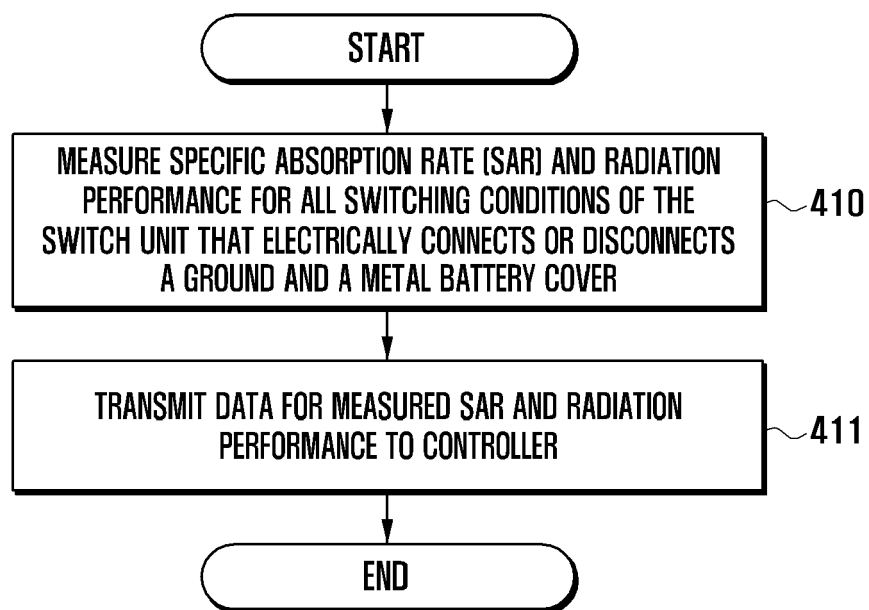 START
MEASURE SPECIFIC ABSORPTION RATE (SAR) AND RADIATION
PERFORMANCE FOR ALL SWITCHING CONDITIONS OF THE
SWITCH UNIT THAT ELECTRICALLY CONNECTS OR DISCONNECTS
A GROUND AND A METAL BATTERY COVER
410
TRANSMIT DATA FOR MEASURED SAR AND RADIATION
PERFORMANCE TO CONTROLLER
411
END